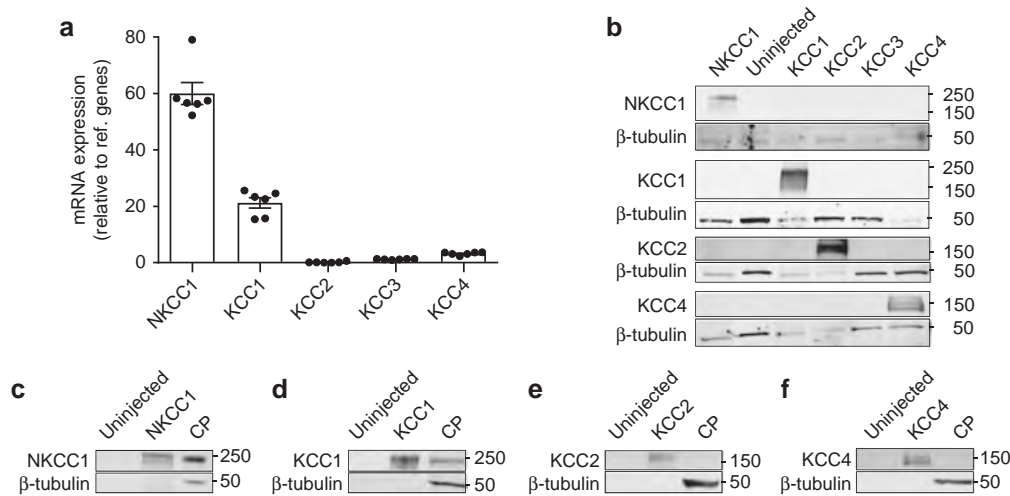 a
mRNA expression
(relative to ref. genes)
80
60
40
20
0
NKCC1
KCC1
KCC2
KCC3
KCC4
b
NKCC1 Uninjected KCC1 KCC2 KCC3 KCC4
NKCC1 250
150
β-tubulin 50
KCC1 250
150
β-tubulin 50
KCC2 150
β-tubulin 50
KCC4 150
β-tubulin 50
c
Uninjected NKCC1 CP
NKCC1 250
β-tubulin 50
d
Uninjected KCC1 CP
KCC1 250
β-tubulin 50
e
Uninjected KCC2 CP
KCC2 150
β-tubulin 50
f
Uninjected KCC4 CP
KCC4 150
β-tubulin 50